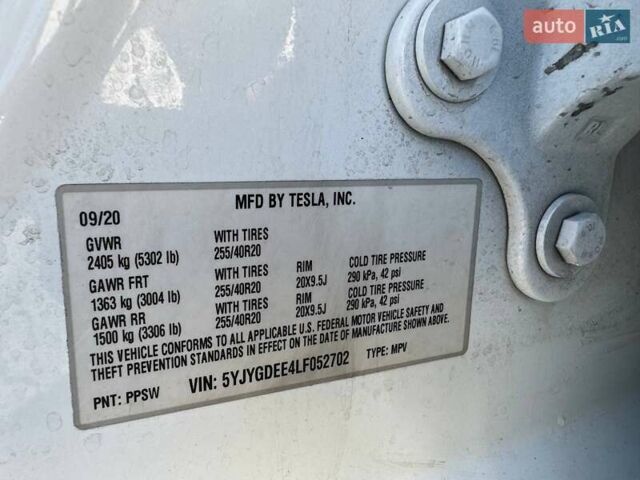 auto RIA .com
MFD BY TESLA, INC.
09/20
GVWR WITH TIRES
2405 kg (5302 lb) 255/40R20
GAWR FRT WITH TIRES RIM COLD TIRE PRESSURE
1363 kg (3004 lb) 255/40R20 20X9.5J 290 kPa, 42 psi
GAWR RR WITH TIRES RIM COLD TIRE PRESSURE
1500 kg (3306 lb) 255/40R20 20X9.5J 290 kPa, 42 psi
THIS VEHICLE CONFORMS TO ALL APPLICABLE U.S. FEDERAL MOTOR VEHICLE SAFETY AND
THEFT PREVENTION STANDARDS IN EFFECT ON THE DATE OF MANUFACTURE SHOWN ABOVE.
PNT: PPSW VIN: 5YJYGDEE4LF052702 TYPE: MPV